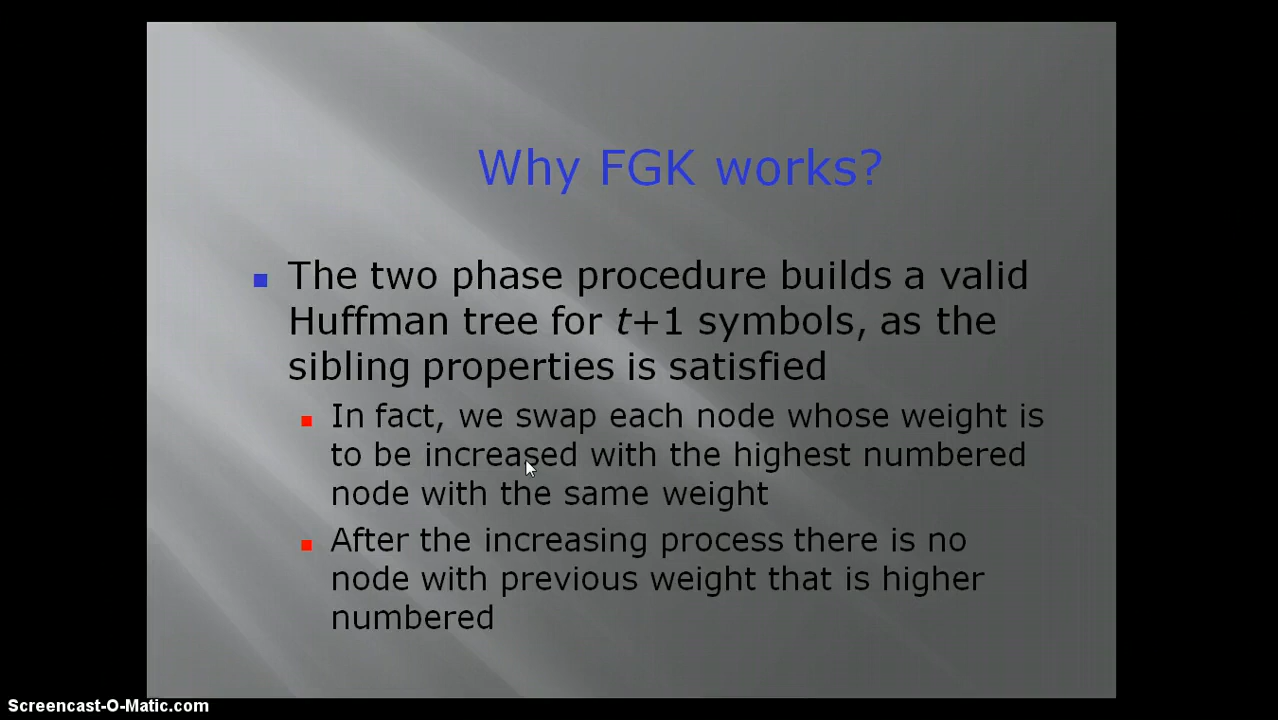 Why FGK works?
The two phase procedure builds a valid
Huffman tree for t+1 symbols, as the
sibling properties is satisfied
In fact, we swap each node whose weight is
to be increased with the highest numbered
node with the same weight
After the increasing process there is no
node with previous weight that is higher
numbered
Screencast-O-Matic.com